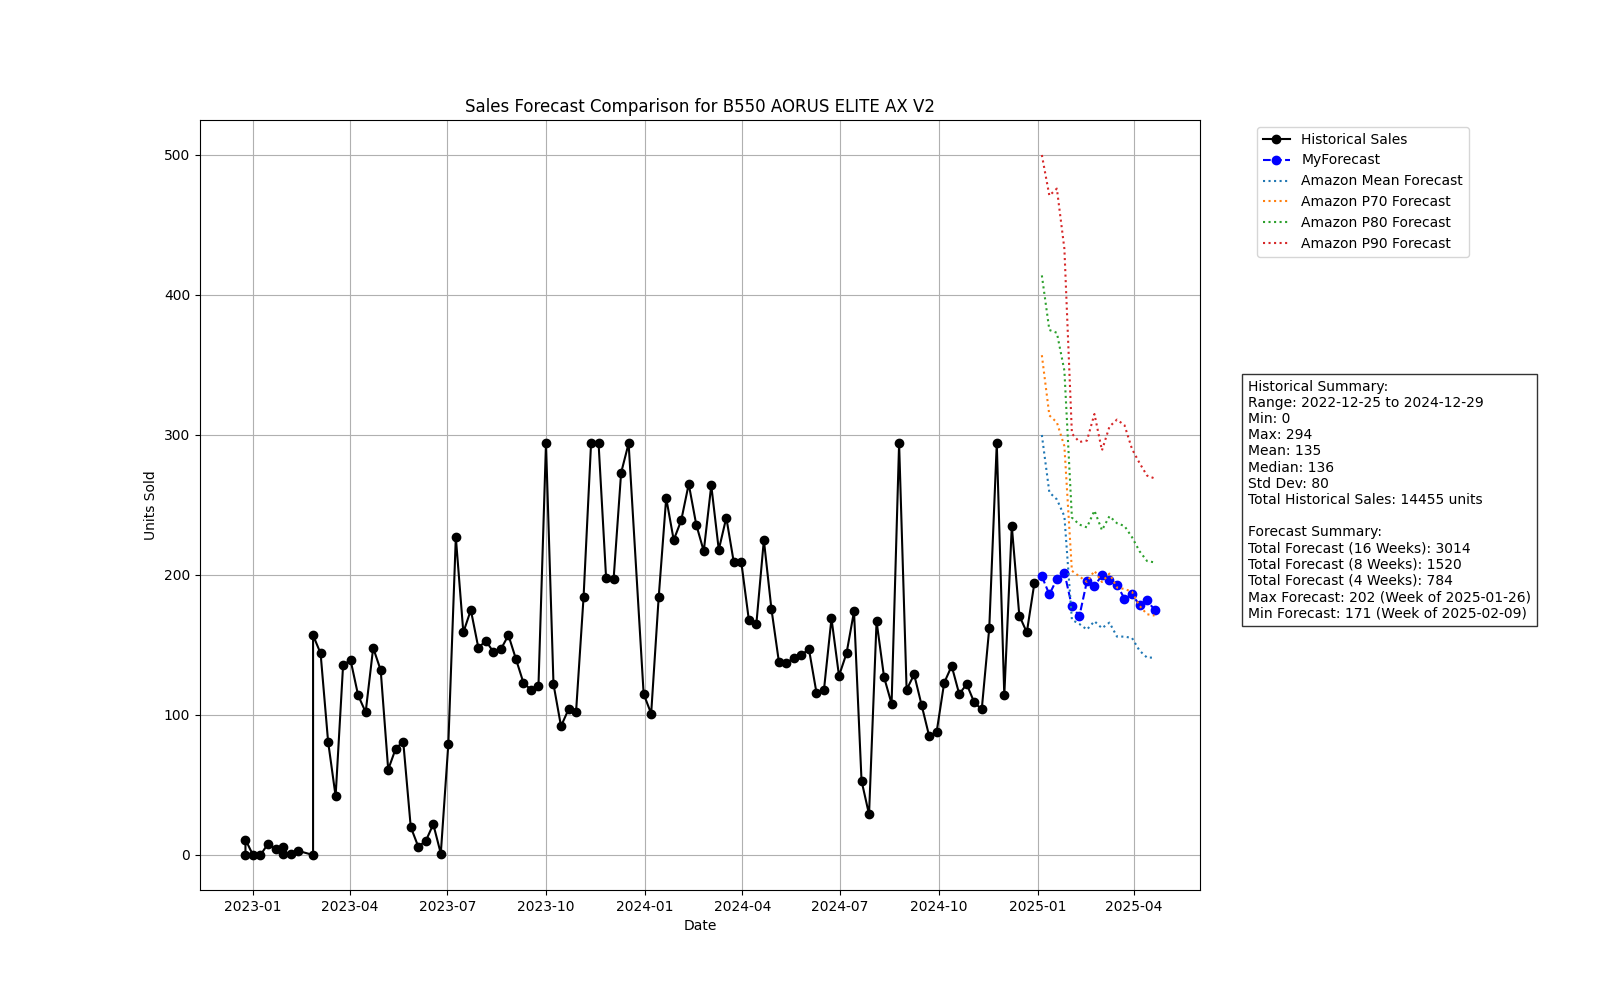 Sales Forecast Comparison for B550 AORUS ELITE AX V2
Historical Sales
MyForecast
Amazon Mean Forecast
Amazon P70 Forecast
Amazon P80 Forecast
Amazon P90 Forecast
Units Sold
500
400
300
200
100
0
2023-01
2023-04
2023-07
2023-10
2024-01
2024-04
2024-07
2024-10
2025-01
2025-04
Date
Historical Summary:
Range: 2022-12-25 to 2024-12-29
Min: 0
Max: 294
Mean: 135
Median: 136
Std Dev: 80
Total Historical Sales: 14455 units
Forecast Summary:
Total Forecast (16 Weeks): 3014
Total Forecast (8 Weeks): 1520
Total Forecast (4 Weeks): 784
Max Forecast: 202 (Week of 2025-01-26)
Min Forecast: 171 (Week of 2025-02-09)